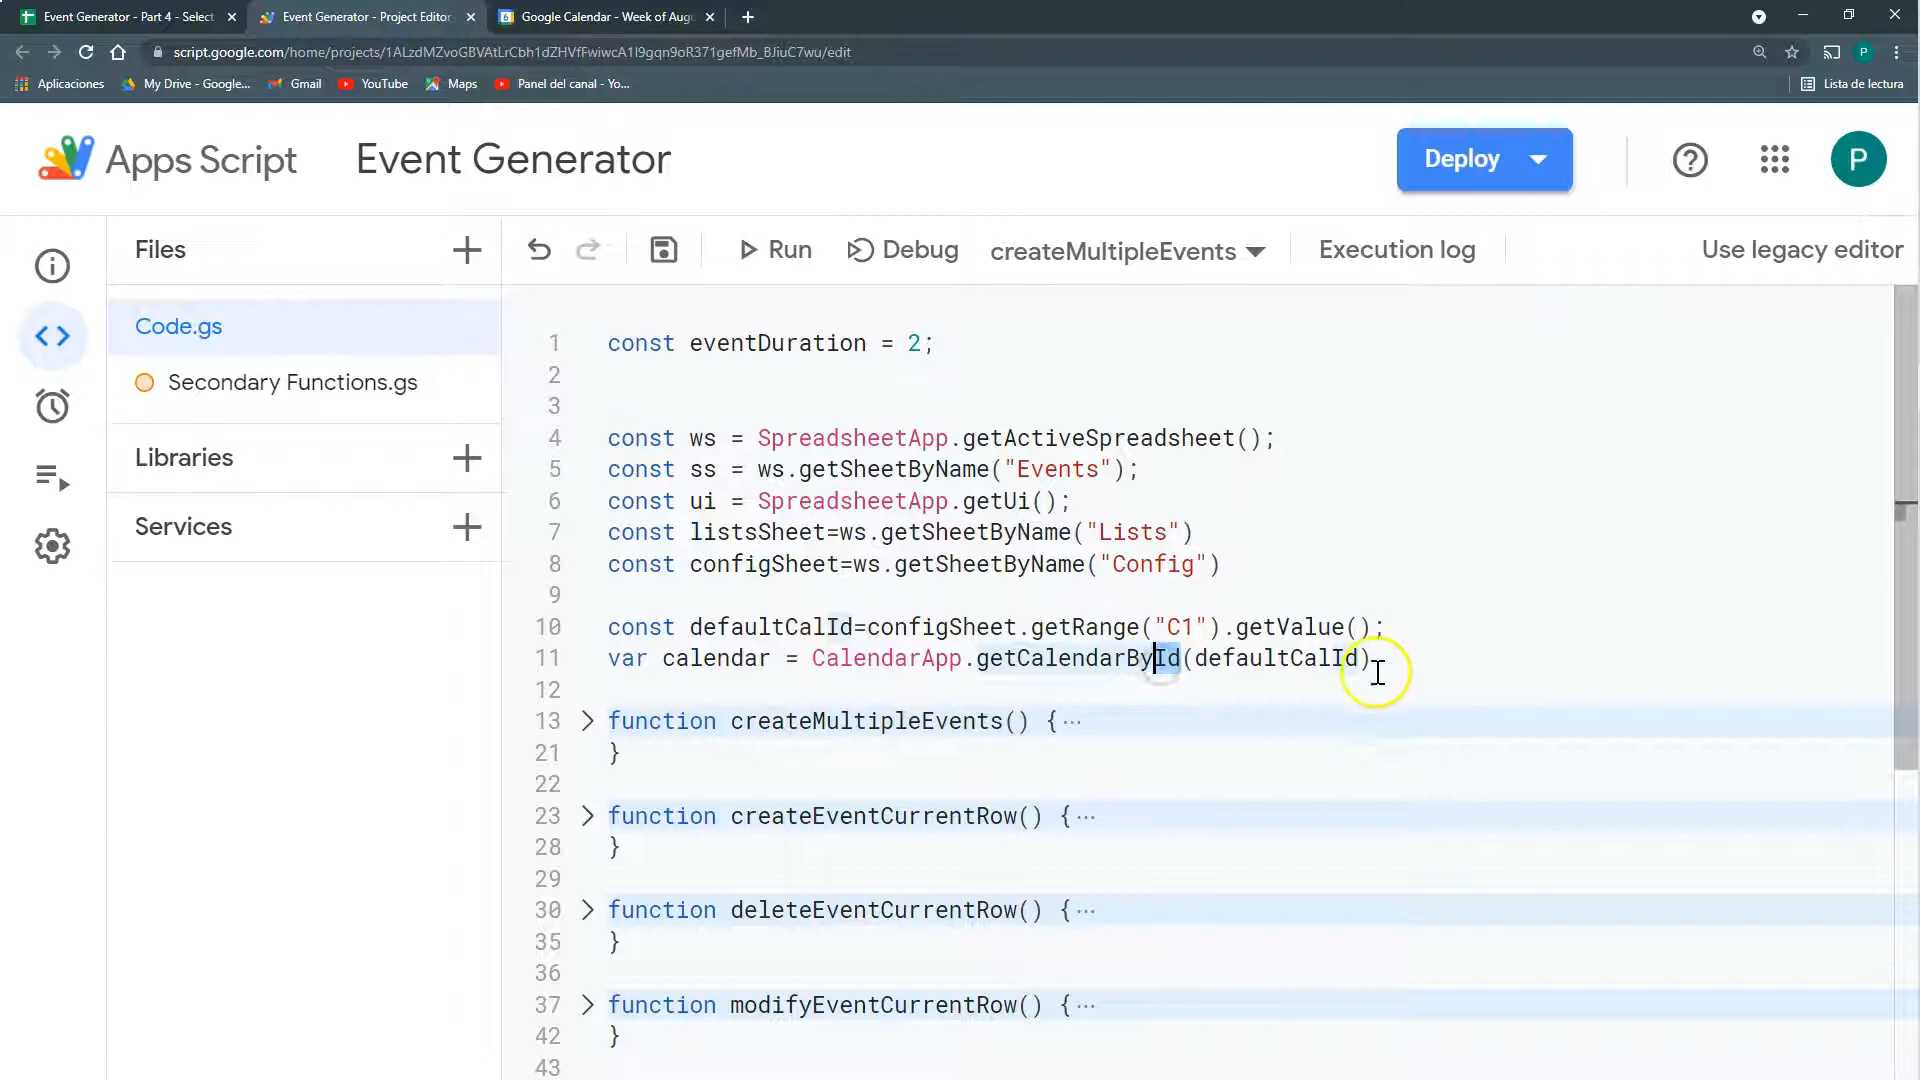 Event Generator - Part 4 - Select
Event Generator - Project Editor
Google Calendar - Week of Aug
script.google.com/home/projects/1ALzdMZvoGBVAtLrCbh1dZHVfFwiwcA1I9gqn9oR371gefMb_BJiuC7wu/edit
P
Aplicaciones
My Drive - Google...
Gmail
YouTube
Maps
Panel del canal - Yo...
Lista de lectura
Apps Script
Event Generator
Deploy
P
Files
Run
Debug
createMultipleEvents
Execution log
Use legacy editor
Code.gs
Secondary Functions.gs
Libraries
Services
1 const eventDuration = 2;
2
3
4 const ws = SpreadsheetApp.getActiveSpreadsheet();
5 const ss = ws.getSheetByName("Events");
6 const ui = SpreadsheetApp.getUi();
7 const listsSheet=ws.getSheetByName("Lists")
8 const configSheet=ws.getSheetByName("Config")
9
10 const defaultCalId=configSheet.getRange("C1").getValue();
11 var calendar = CalendarApp.getCalendarById(defaultCalId)
12
13 function createMultipleEvents() {···
21 }
22
23 function createEventCurrentRow() {···
28 }
29
30 function deleteEventCurrentRow() {···
35 }
36
37 function modifyEventCurrentRow() {···
42 }
43